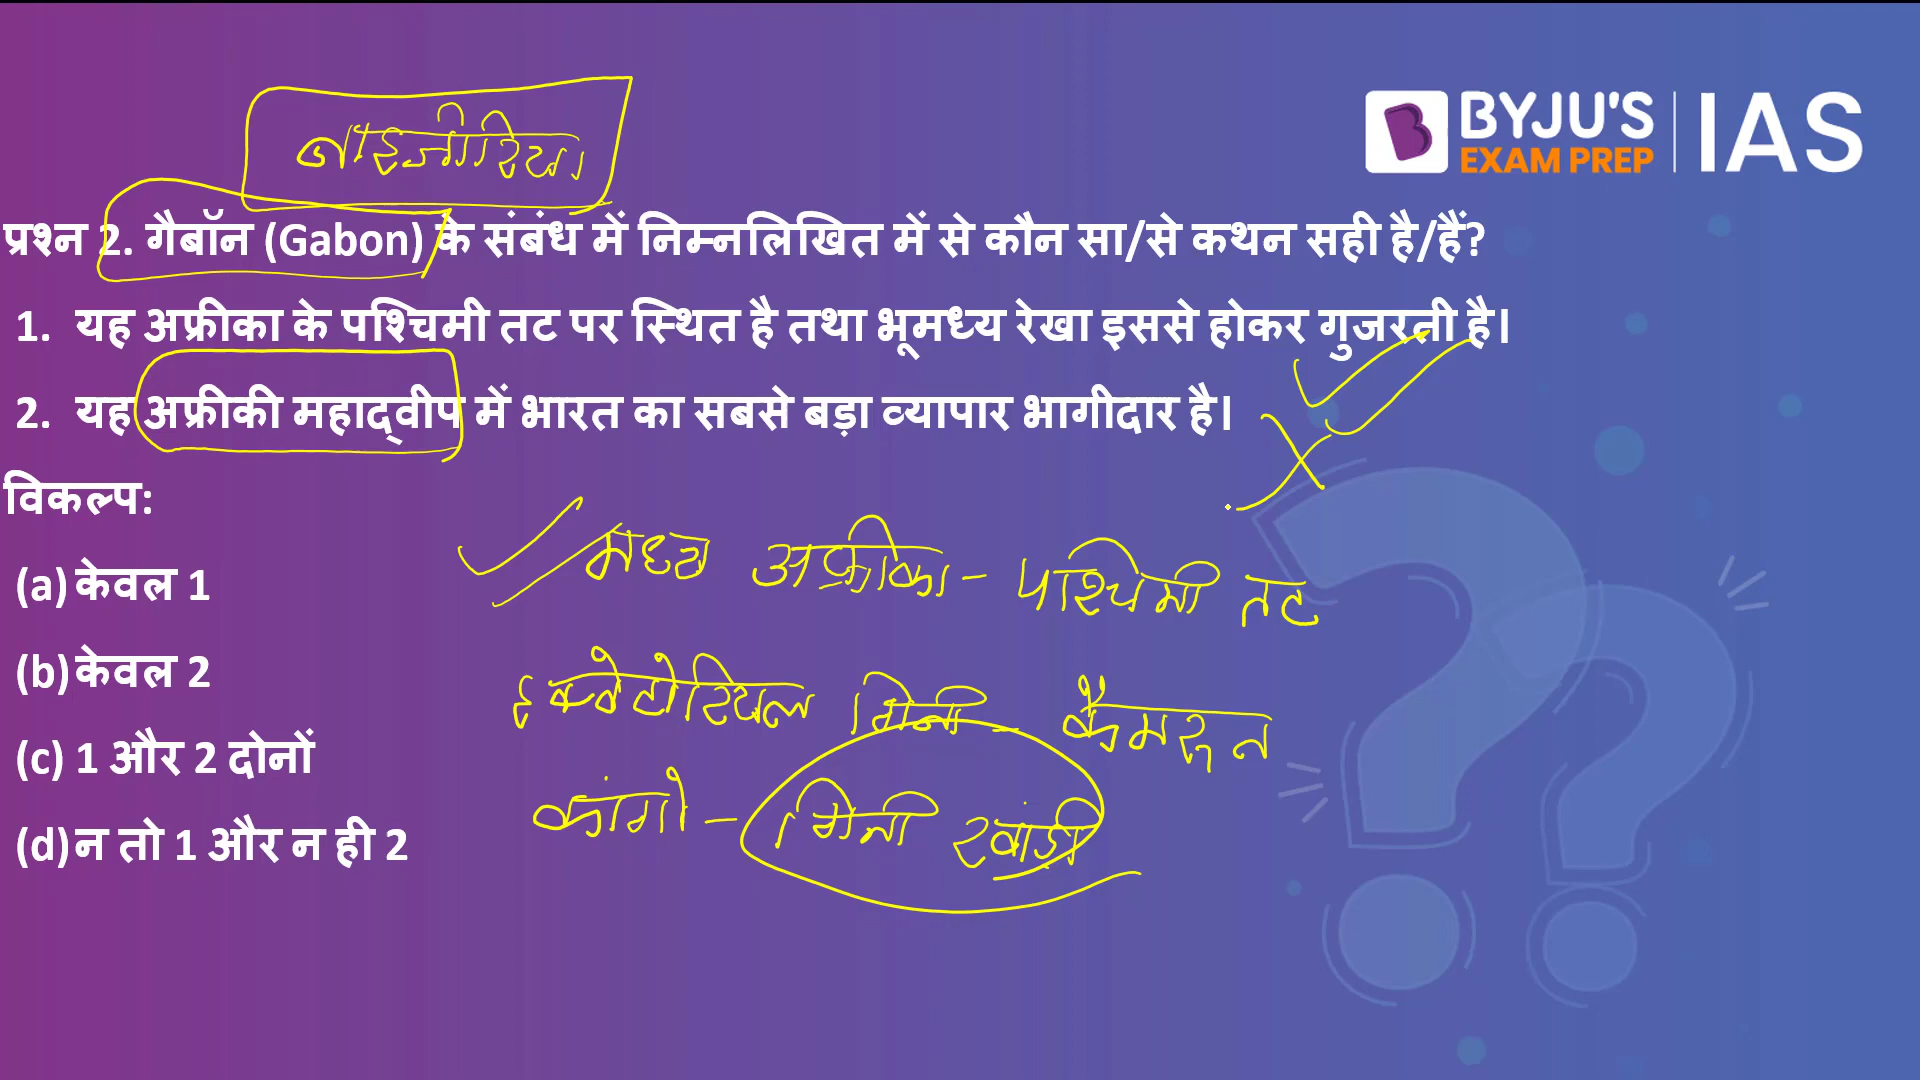 BYJU'S
EXAM PREP
IAS
नाइजीरिया
प्रश्न 2. गैबॉन (Gabon) के संबंध में निम्नलिखित में से कौन सा/से कथन सही है/हैं?
1. यह अफ्रीका के पश्चिमी तट पर स्थित है तथा भूमध्य रेखा इससे होकर गुजरती है।
2. यह अफ्रीकी महाद्वीप में भारत का सबसे बड़ा व्यापार भागीदार है।
विकल्प:
मध्य अफ्रीका - पश्चिमी तट
(a) केवल 1
इक्वेटोरियल गिनी - कैमरून
(b) केवल 2
(c) 1 और 2 दोनों
कांगो - गिनी खाड़ी
(d) न तो 1 और न ही 2